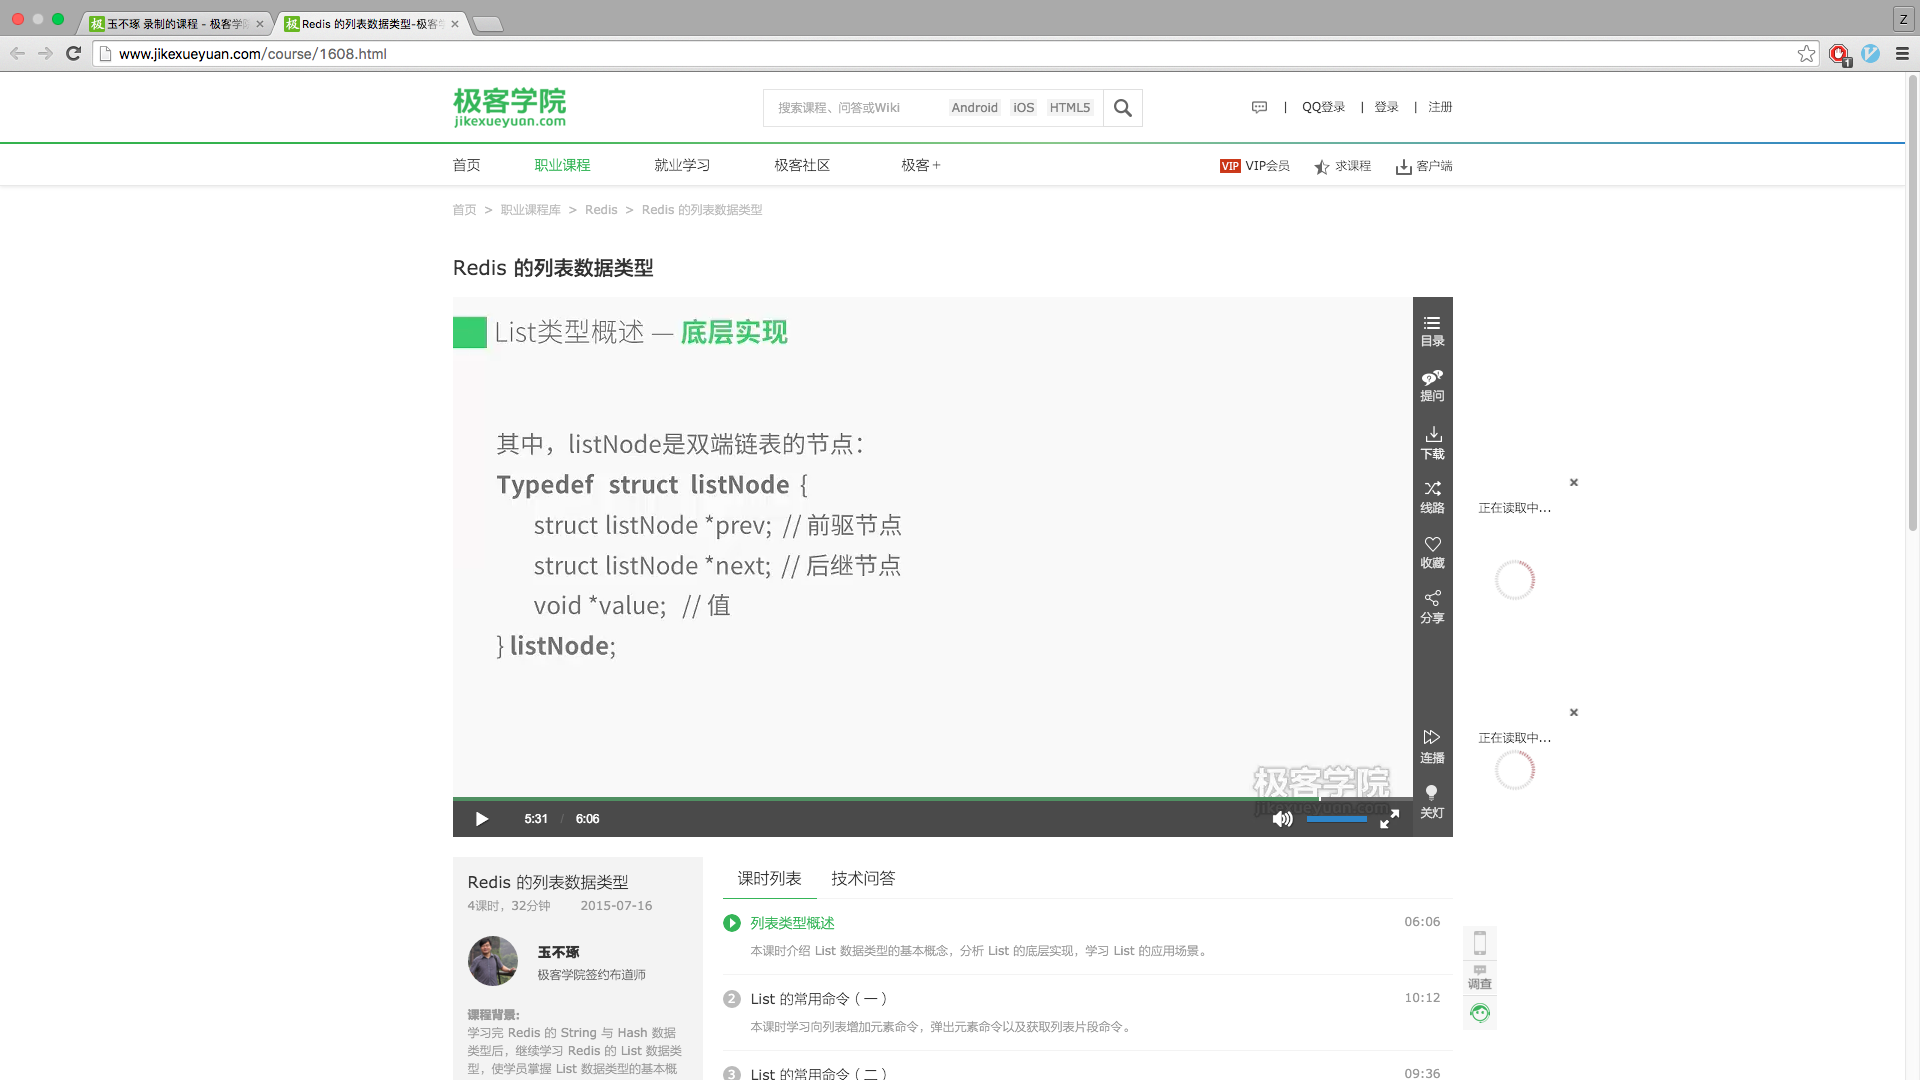 玉不琢 录制的课程 - 极客学院
Redis 的列表数据类型-极客
Z
www.jikexueyuan.com/course/1608.html
1
极客学院
jikexueyuan.com
搜索课程、问答或Wiki Android iOS HTML5
| QQ登录 | 登录 | 注册
首页 职业课程 就业学习 极客社区 极客+
VIP VIP会员 求课程 客户端
首页 > 职业课程库 > Redis > Redis 的列表数据类型
Redis 的列表数据类型
List类型概述 — 底层实现
其中，listNode是双端链表的节点：
Typedef struct listNode {
struct listNode *prev; // 前驱节点
struct listNode *next; // 后继节点
void *value; // 值
} listNode;
极客学院
jikexueyuan.com
5:31 / 6:06
目录
提问
下载
线路
收藏
分享
连播
关灯
正在读取中...
正在读取中...
Redis 的列表数据类型
4课时，32分钟 2015-07-16
玉不琢
极客学院签约布道师
课程背景：
学习完 Redis 的 String 与 Hash 数据
类型后，继续学习 Redis 的 List 数据类
型，使学员掌握 List 数据类型的基本概
课时列表 技术问答
列表类型概述 06:06
本课时介绍 List 数据类型的基本概念，分析 List 的底层实现，学习 List 的应用场景。
2 List 的常用命令（一） 10:12
本课时学习向列表增加元素命令，弹出元素命令以及获取列表片段命令。
3 List 的常用命令（二） 09:36
调查